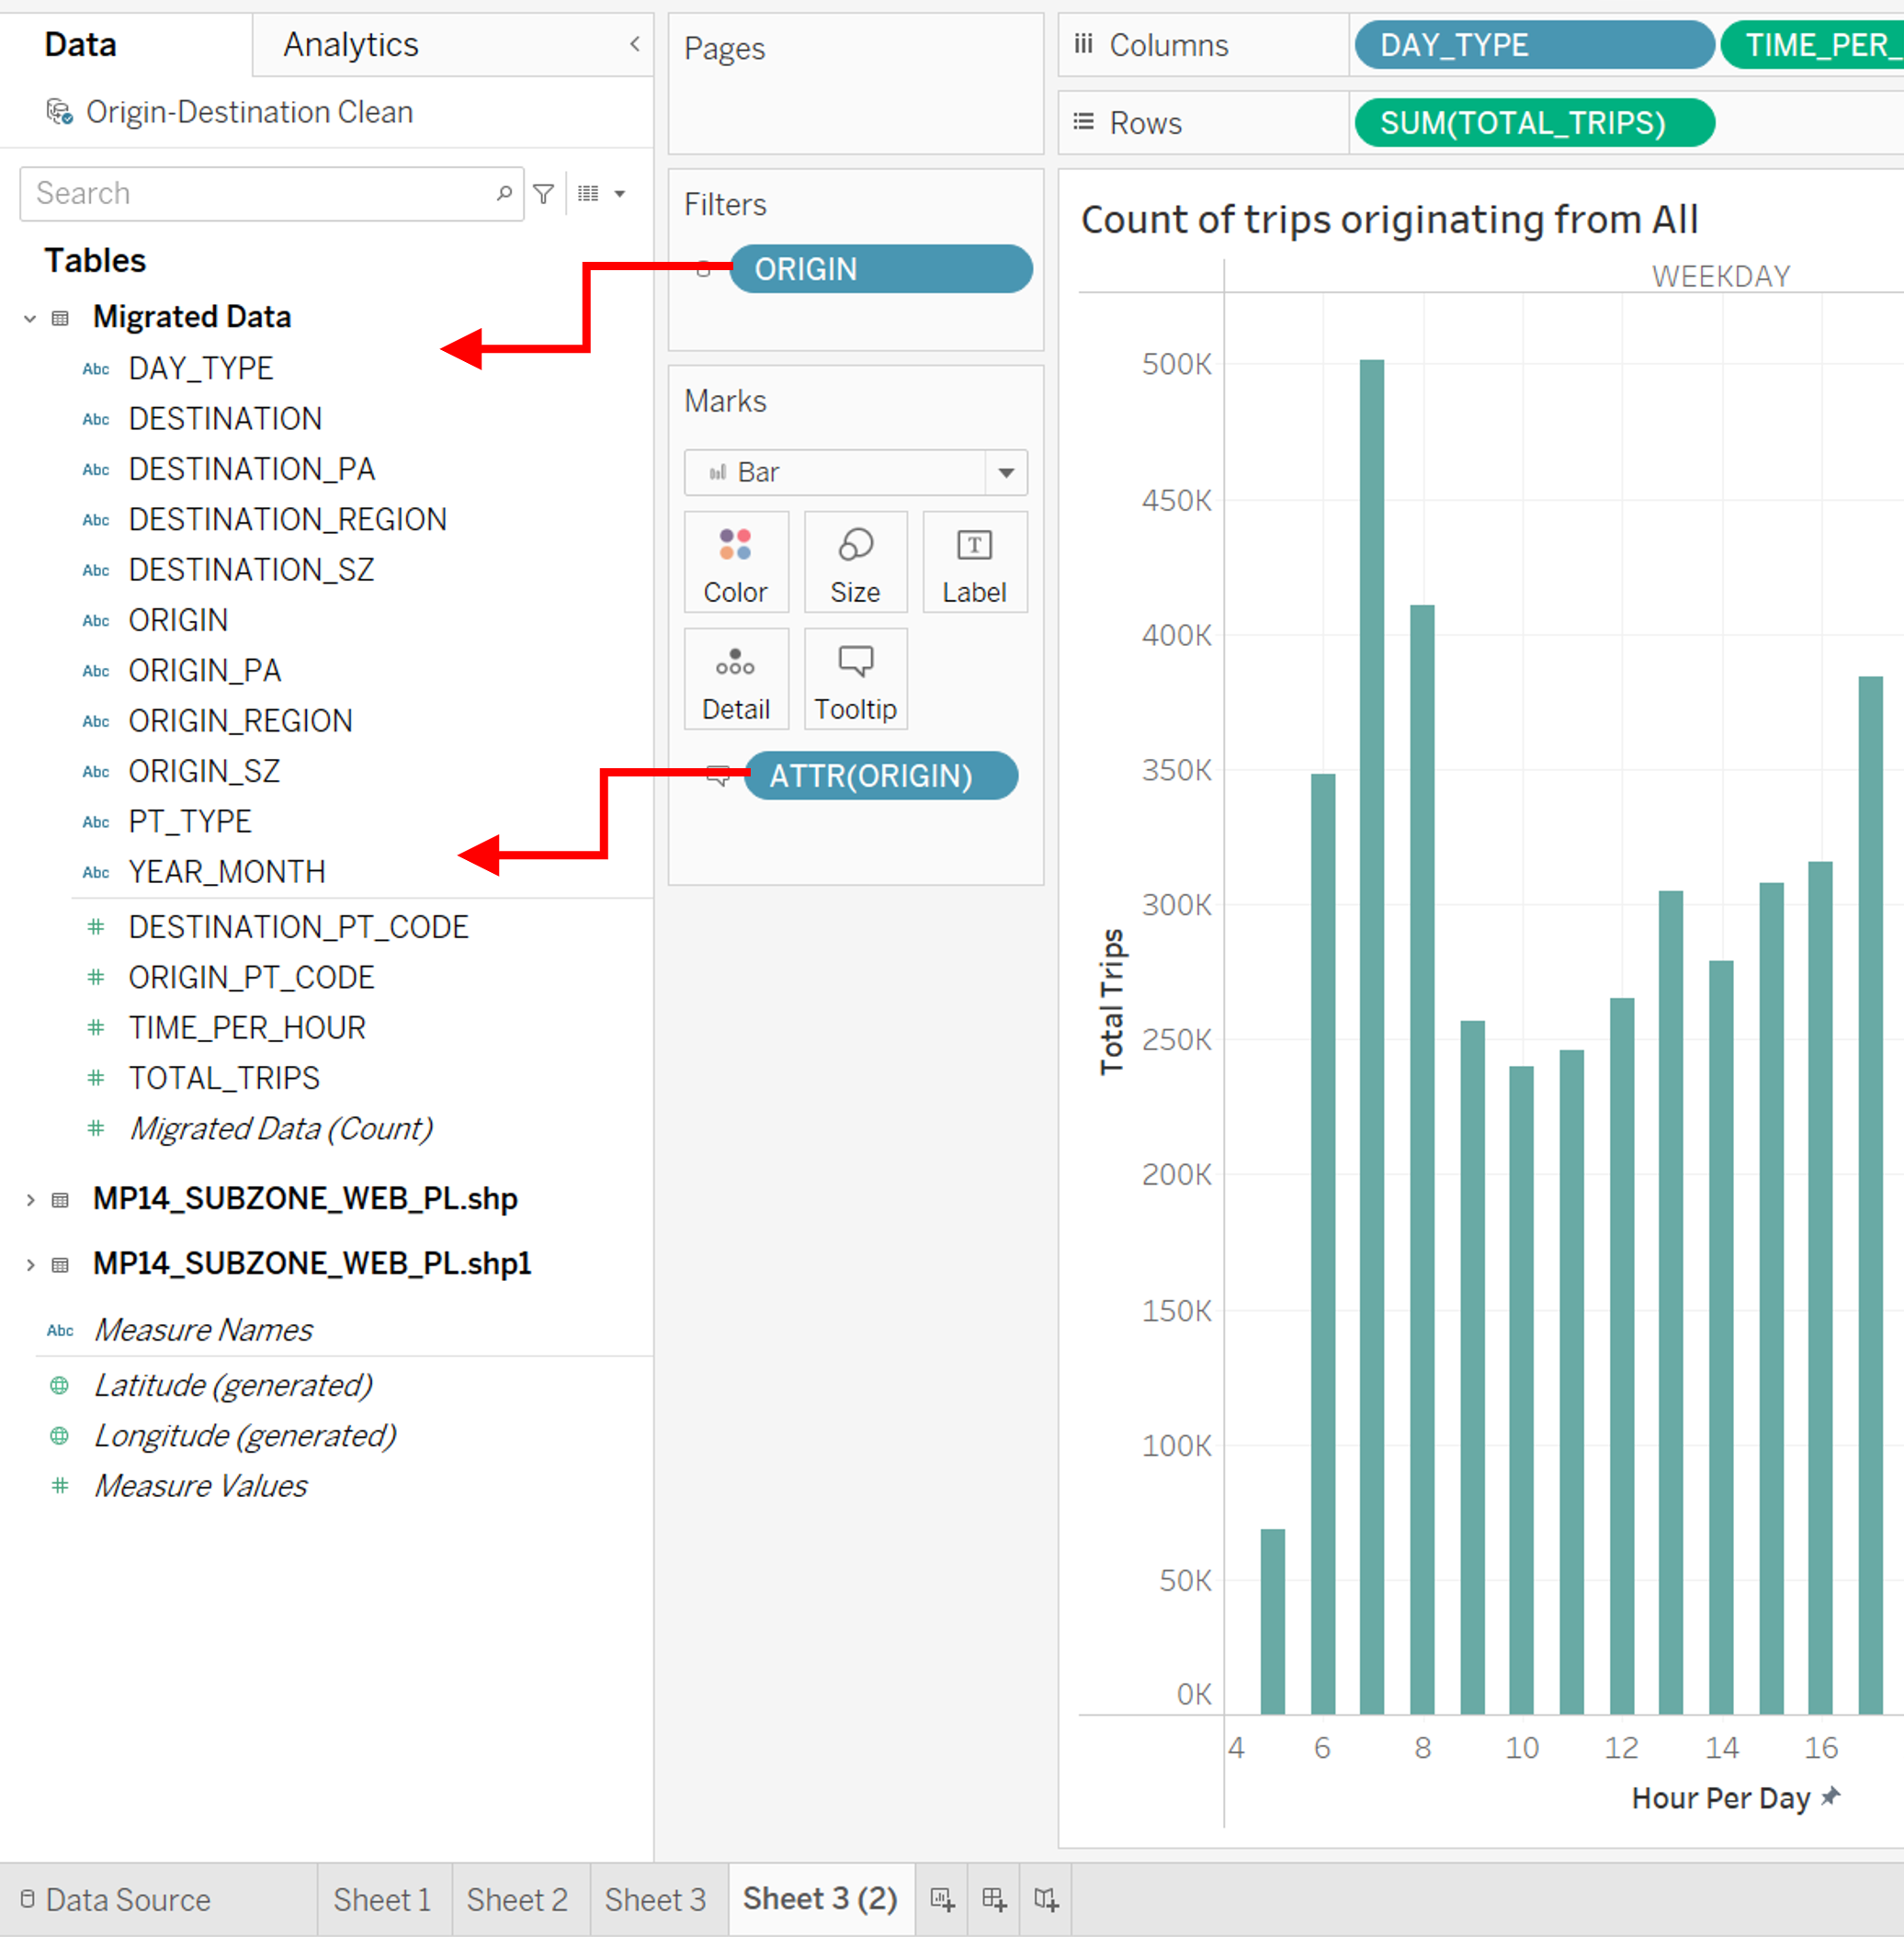 Data
Analytics
Origin-Destination Clean
Search
Tables
Migrated Data
Abc DAY_TYPE
Abc DESTINATION
Abc DESTINATION_PA
Abc DESTINATION_REGION
Abc DESTINATION_SZ
Abc ORIGIN
Abc ORIGIN_PA
Abc ORIGIN_REGION
Abc ORIGIN_SZ
Abc PT_TYPE
Abc YEAR_MONTH
# DESTINATION_PT_CODE
# ORIGIN_PT_CODE
# TIME_PER_HOUR
# TOTAL_TRIPS
# Migrated Data (Count)
MP14_SUBZONE_WEB_PL.shp
MP14_SUBZONE_WEB_PL.shp1
Abc Measure Names
Latitude (generated)
Longitude (generated)
# Measure Values
Pages
Filters
ORIGIN
Marks
Bar
Color Size Label
Detail Tooltip
ATTR(ORIGIN)
Columns DAY_TYPE TIME_PER_
Rows SUM(TOTAL_TRIPS)
Count of trips originating from All
WEEKDAY
500K
450K
400K
350K
300K
250K
200K
150K
100K
50K
0K
Total Trips
4 6 8 10 12 14 16
Hour Per Day
Data Source Sheet 1 Sheet 2 Sheet 3 Sheet 3 (2)